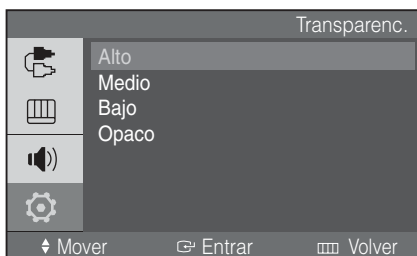 Transparenc.
Alto
Medio
Bajo
Opaco
Mover Entrar Volver